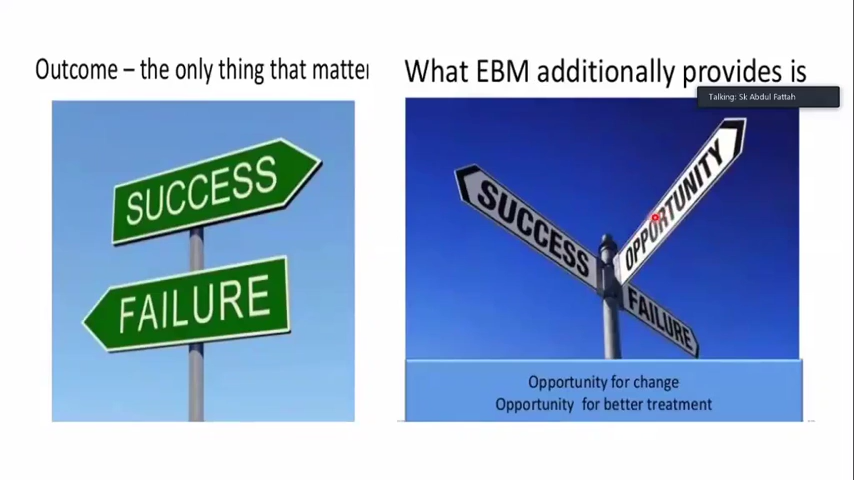 Outcome – the only thing that matter
SUCCESS
FAILURE
What EBM additionally provides is
Talking: Sk Abdul Fattah
SUCCESS
OPPORTUNITY
FAILURE
Opportunity for change
Opportunity for better treatment